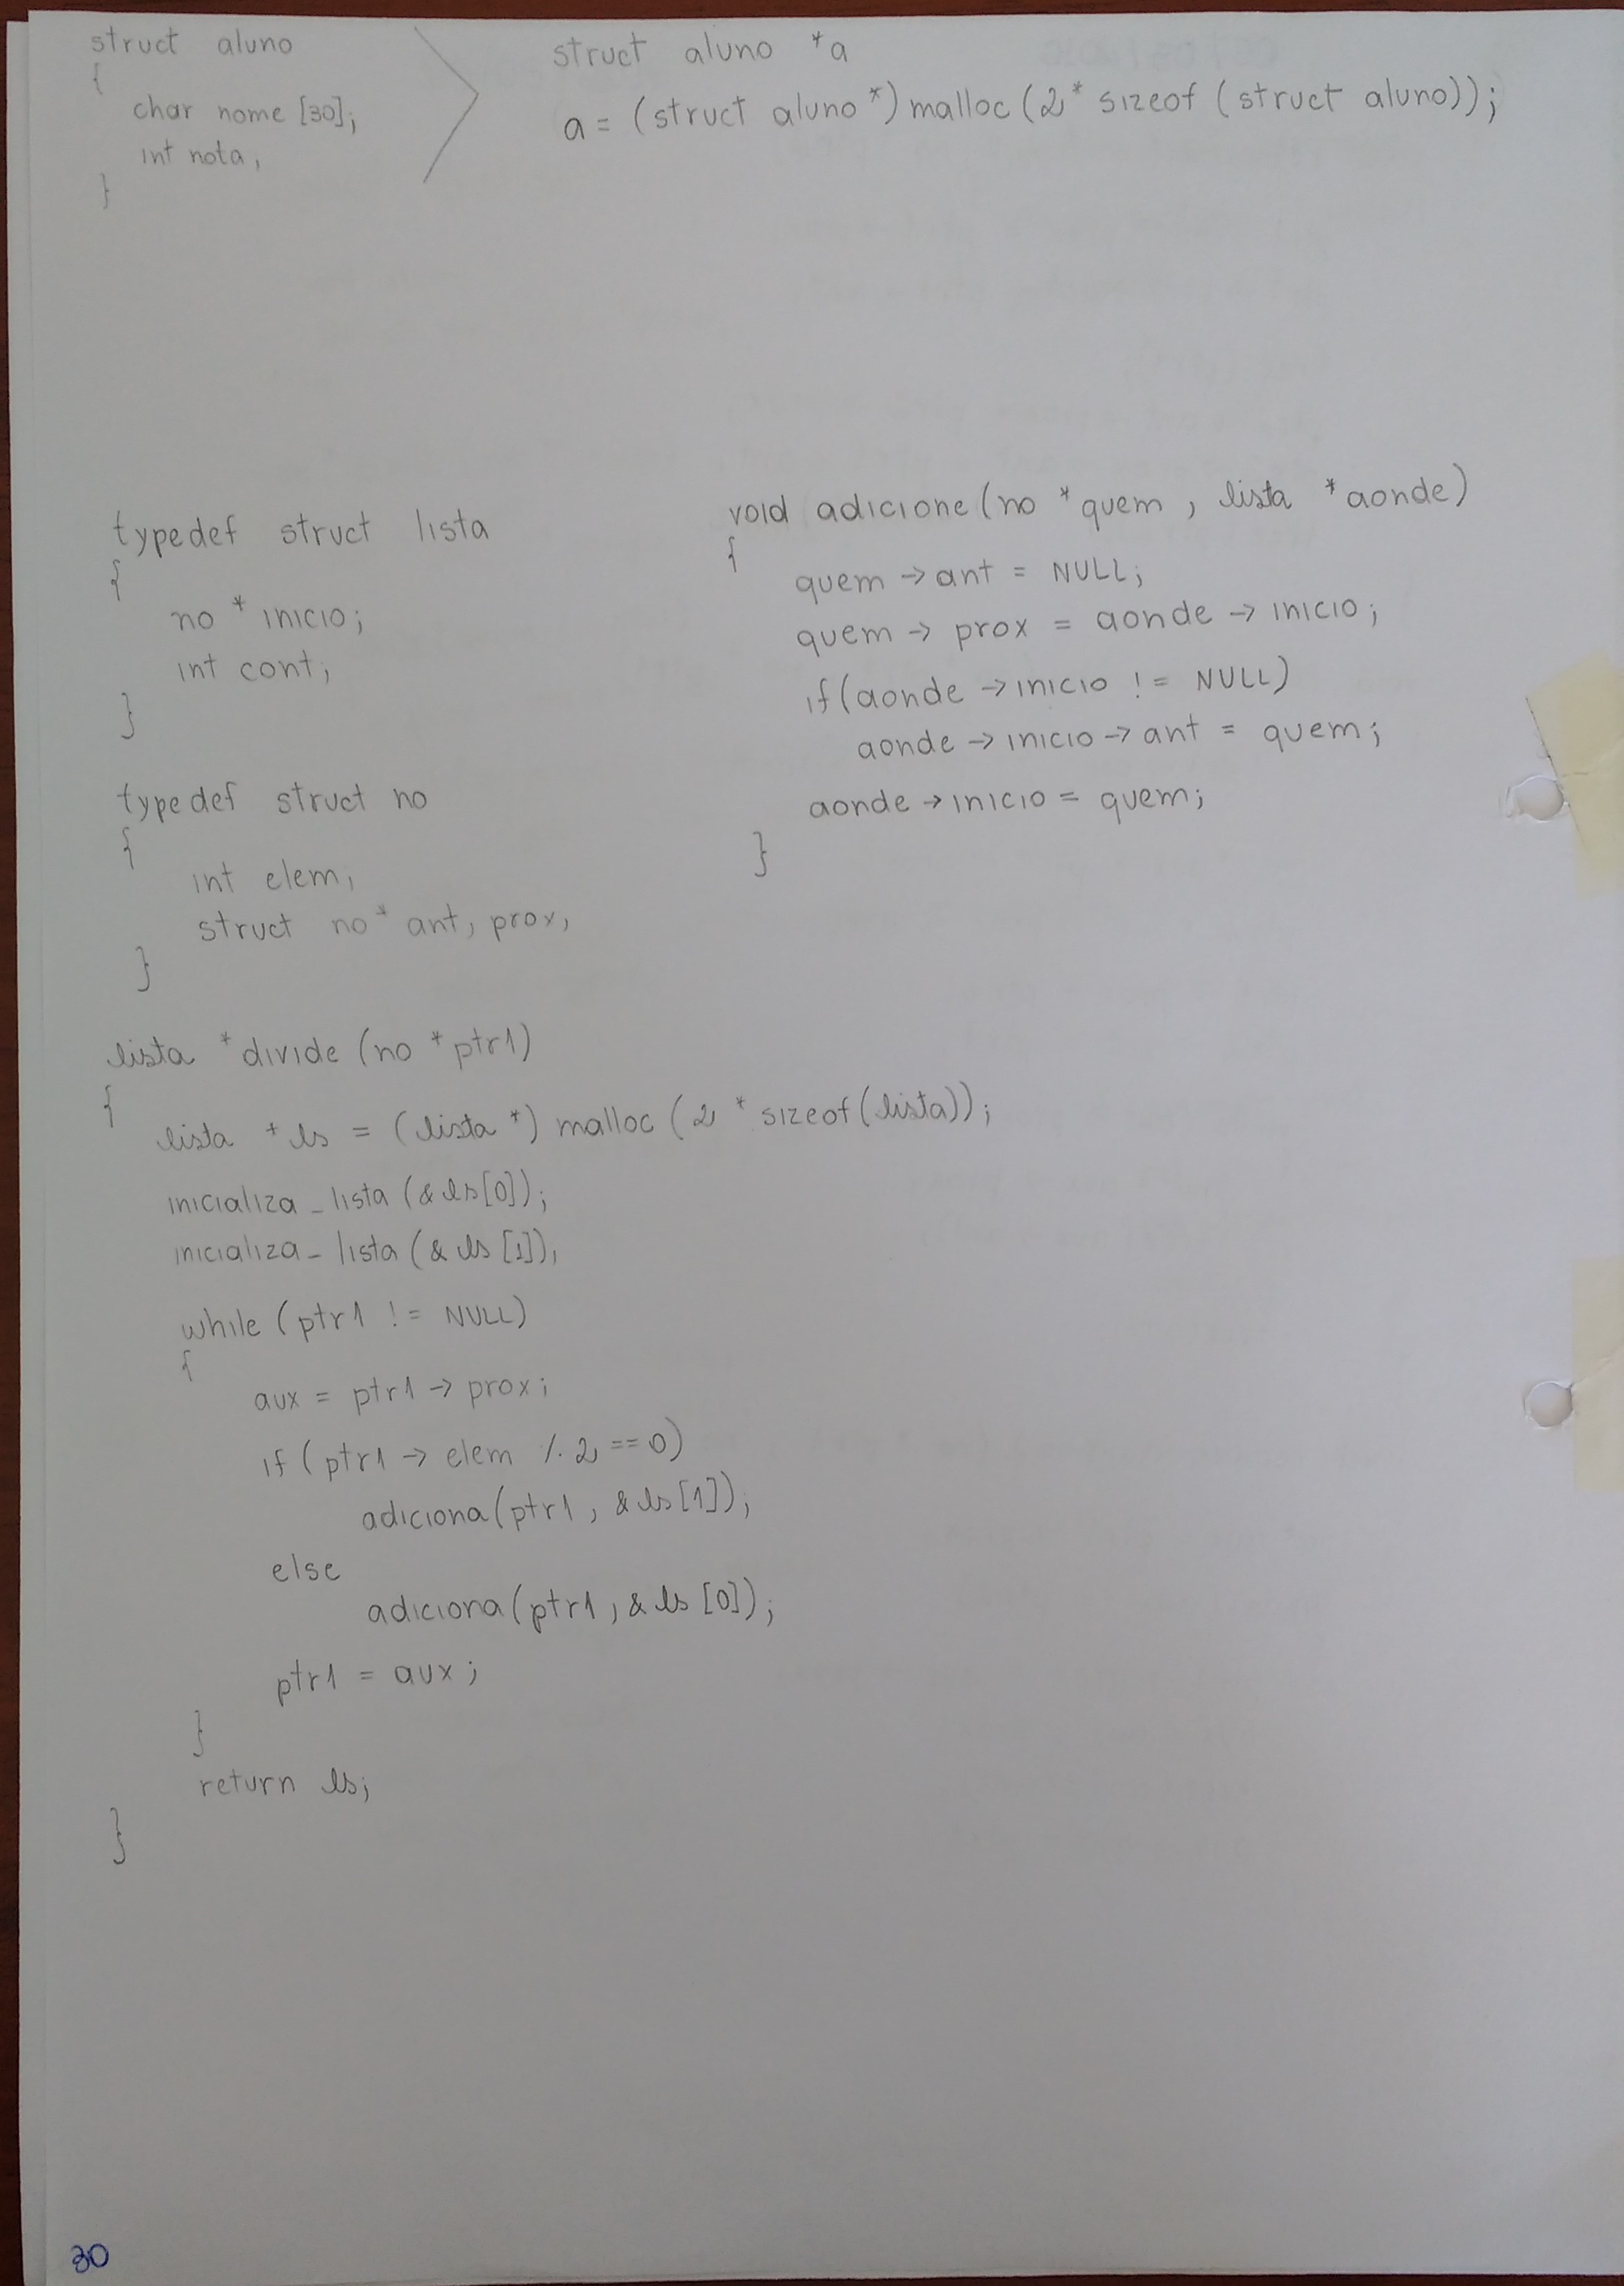 struct aluno
{
char nome [30];
int nota;
}
struct aluno *a
a = (struct aluno *) malloc (2 * sizeof (struct aluno));
typedef struct lista
{
no * inicio;
int cont;
}
typedef struct no
{
int elem;
struct no * ant, prox;
}
void adicione (no * quem , lista * aonde)
{
quem -> ant = NULL;
quem -> prox = aonde -> inicio;
if (aonde -> inicio != NULL)
aonde -> inicio -> ant = quem;
aonde -> inicio = quem;
}
lista * divide (no * ptr1)
{
lista * ls = (lista *) malloc (2 * sizeof (lista));
inicializa_lista (& ls [0]);
inicializa_lista (& ls [1]);
while (ptr1 != NULL)
{
aux = ptr1 -> prox;
if (ptr1 -> elem % 2 == 0)
adiciona (ptr1 , & ls [1]);
else
adiciona (ptr1 , & ls [0]);
ptr1 = aux ;
}
return ls;
}
30